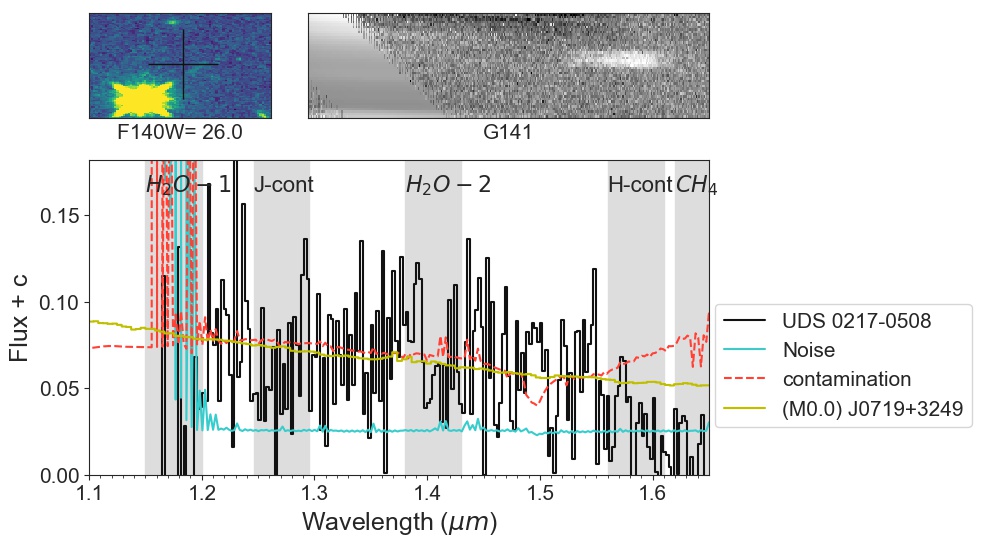 F140W= 26.0
G141
H₂O − 1
J-cont
H₂O − 2
H-cont
CH₄
0.15
0.10
0.05
0.00
Flux + c
1.1
1.2
1.3
1.4
1.5
1.6
Wavelength (μm)
UDS 0217-0508
Noise
contamination
(M0.0) J0719+3249